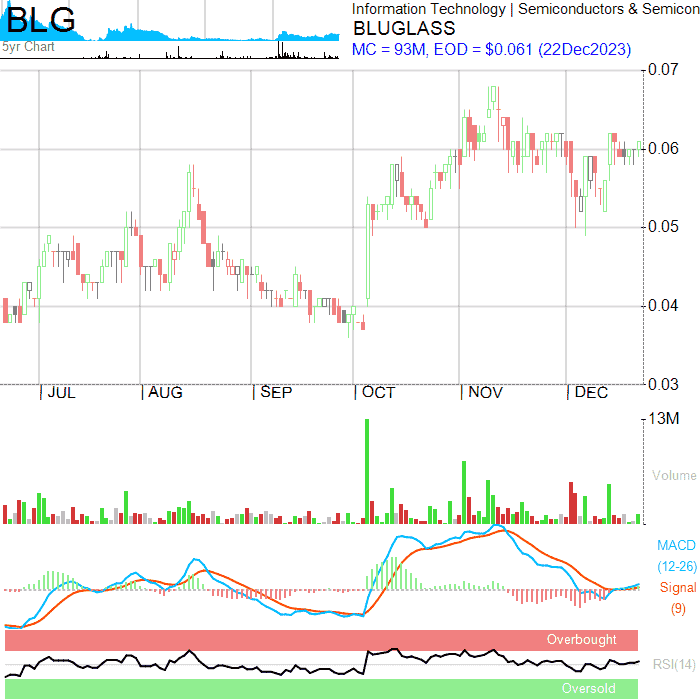 BLG
5yr Chart
Information Technology | Semiconductors & Semicon
BLUGLASS
MC = 93M, EOD = $0.061 (22Dec2023)
0.07
0.06
0.05
0.04
0.03
JUL
AUG
SEP
OCT
NOV
DEC
13M
Volume
MACD
(12-26)
Signal
(9)
Overbought
RSI(14)
Oversold